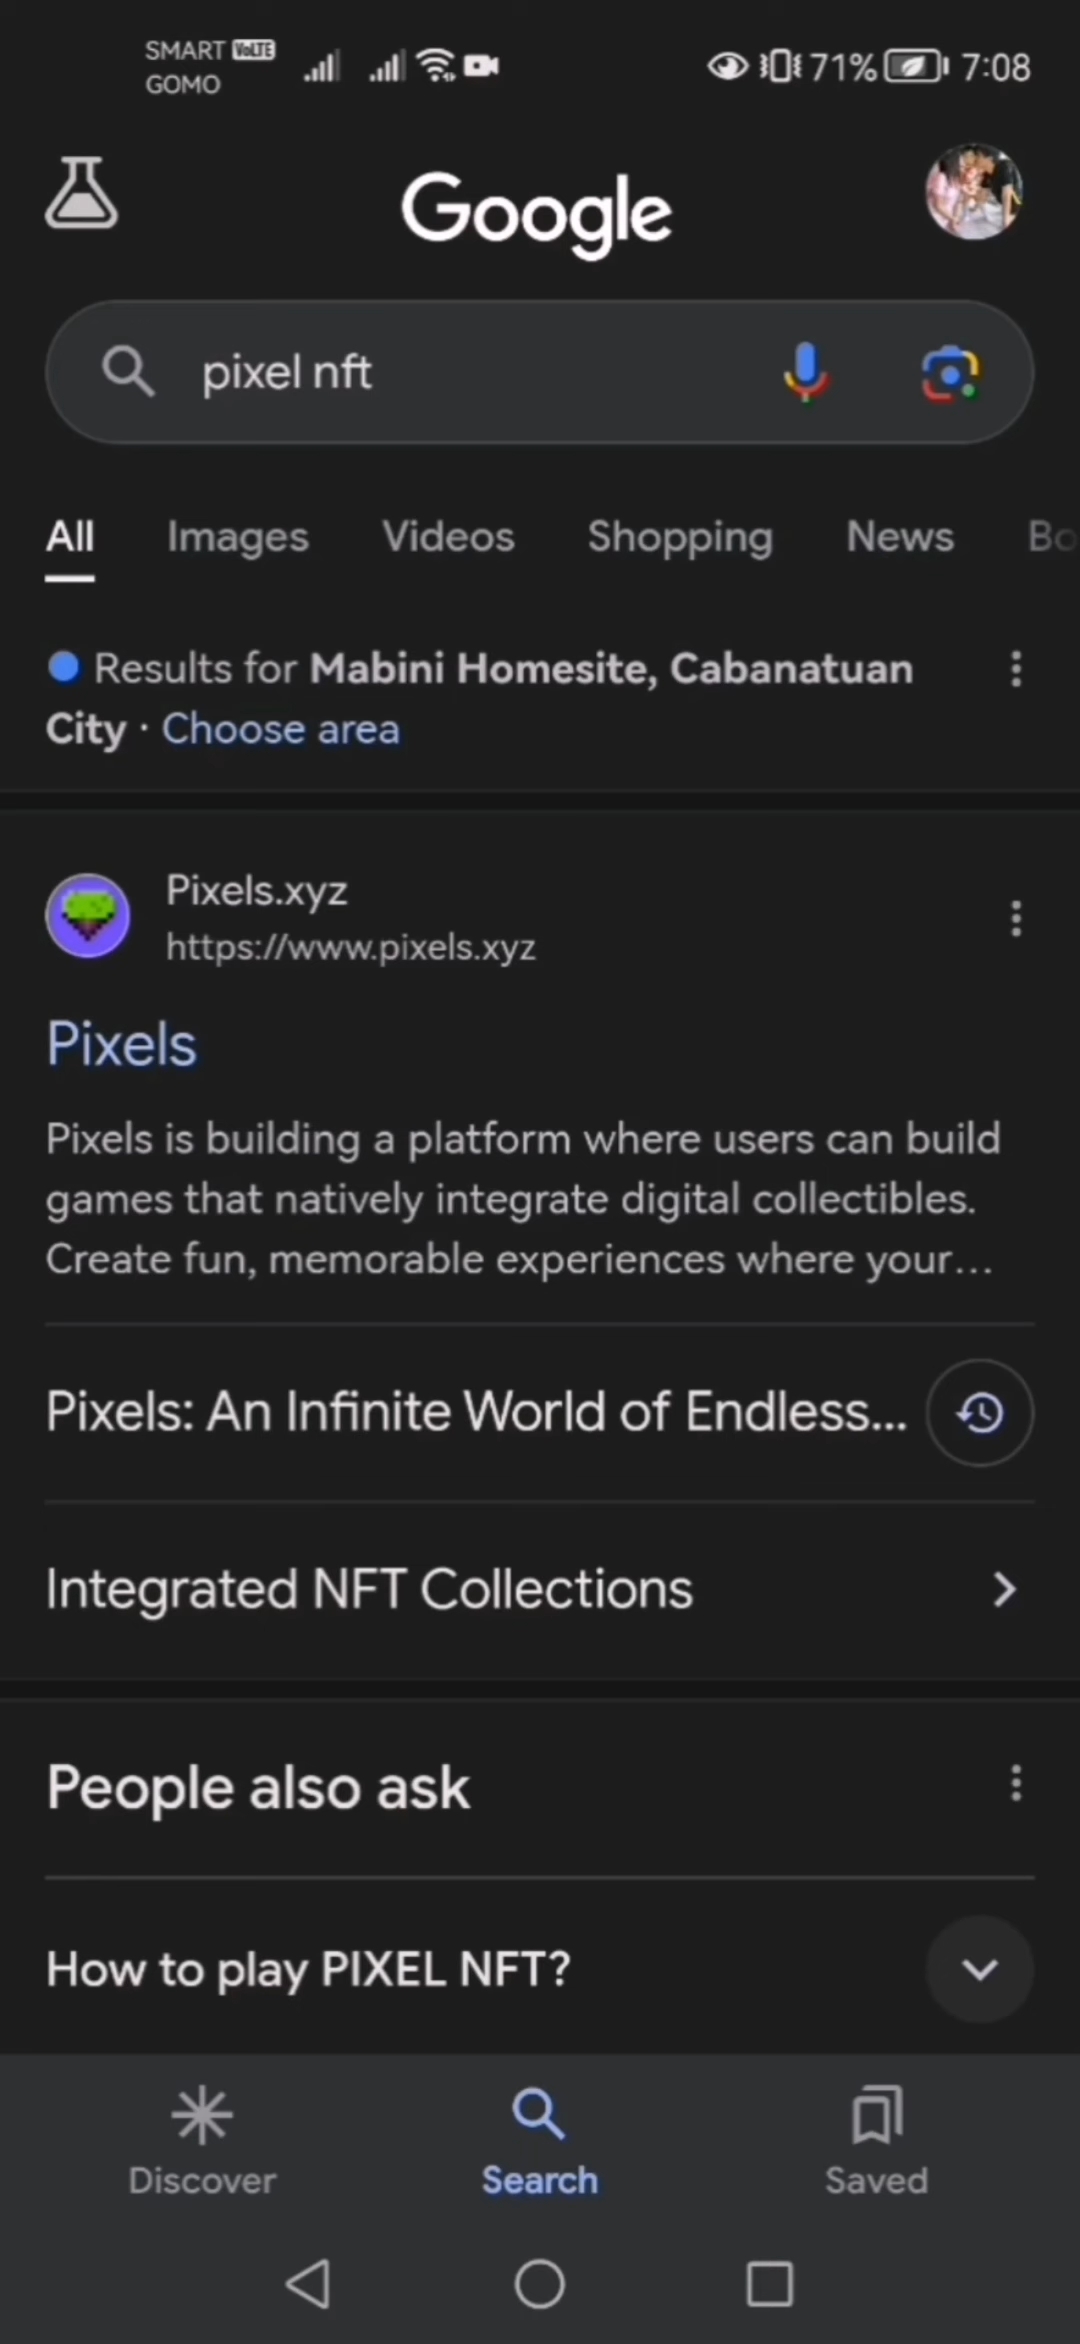 SMART VoLTE
GOMO
71% 7:08
Google
pixel nft
All Images Videos Shopping News Bo
Results for Mabini Homesite, Cabanatuan
City · Choose area
Pixels.xyz
https://www.pixels.xyz
Pixels
Pixels is building a platform where users can build
games that natively integrate digital collectibles.
Create fun, memorable experiences where your...
Pixels: An Infinite World of Endless...
Integrated NFT Collections
People also ask
How to play PIXEL NFT?
Discover Search Saved